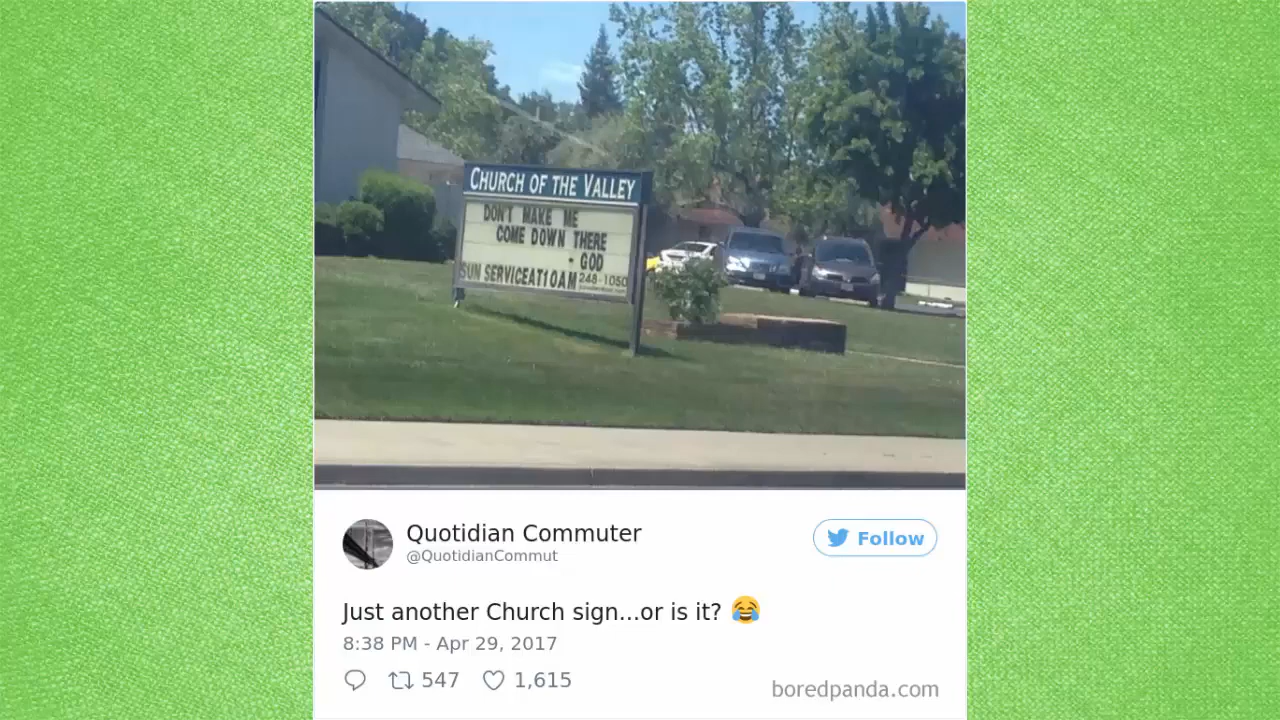 CHURCH OF THE VALLEY
DON'T MAKE ME
COME DOWN THERE
- GOD
SUN SERVICE AT 10AM 248-1050
Quotidian Commuter
@QuotidianCommut
Follow
Just another Church sign...or is it? 😂
8:38 PM - Apr 29, 2017
547 1,615
boredpanda.com